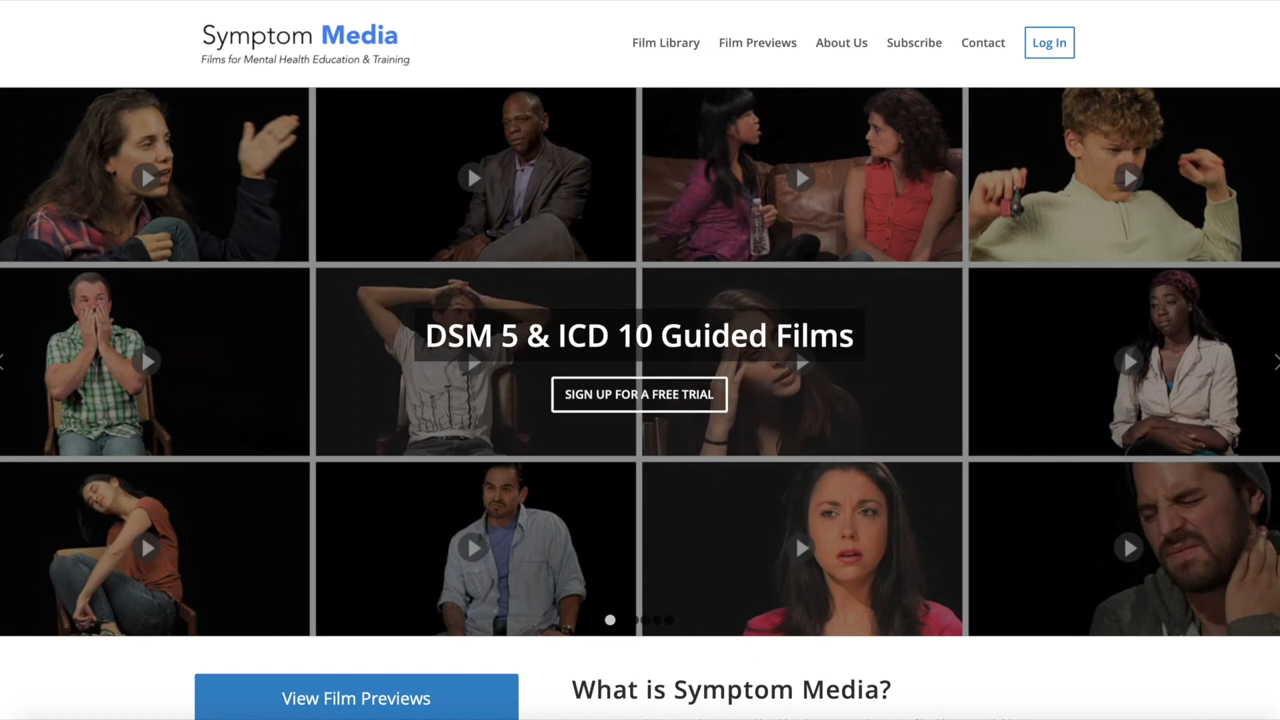 Symptom Media
Films for Mental Health Education & Training
Film Library
Film Previews
About Us
Subscribe
Contact
Log In
DSM 5 & ICD 10 Guided Films
SIGN UP FOR A FREE TRIAL
View Film Previews
What is Symptom Media?